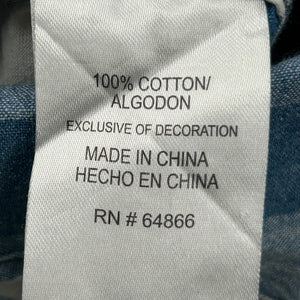 100% COTTON/
ALGODON
EXCLUSIVE OF DECORATION
MADE IN CHINA
HECHO EN CHINA
RN # 64866